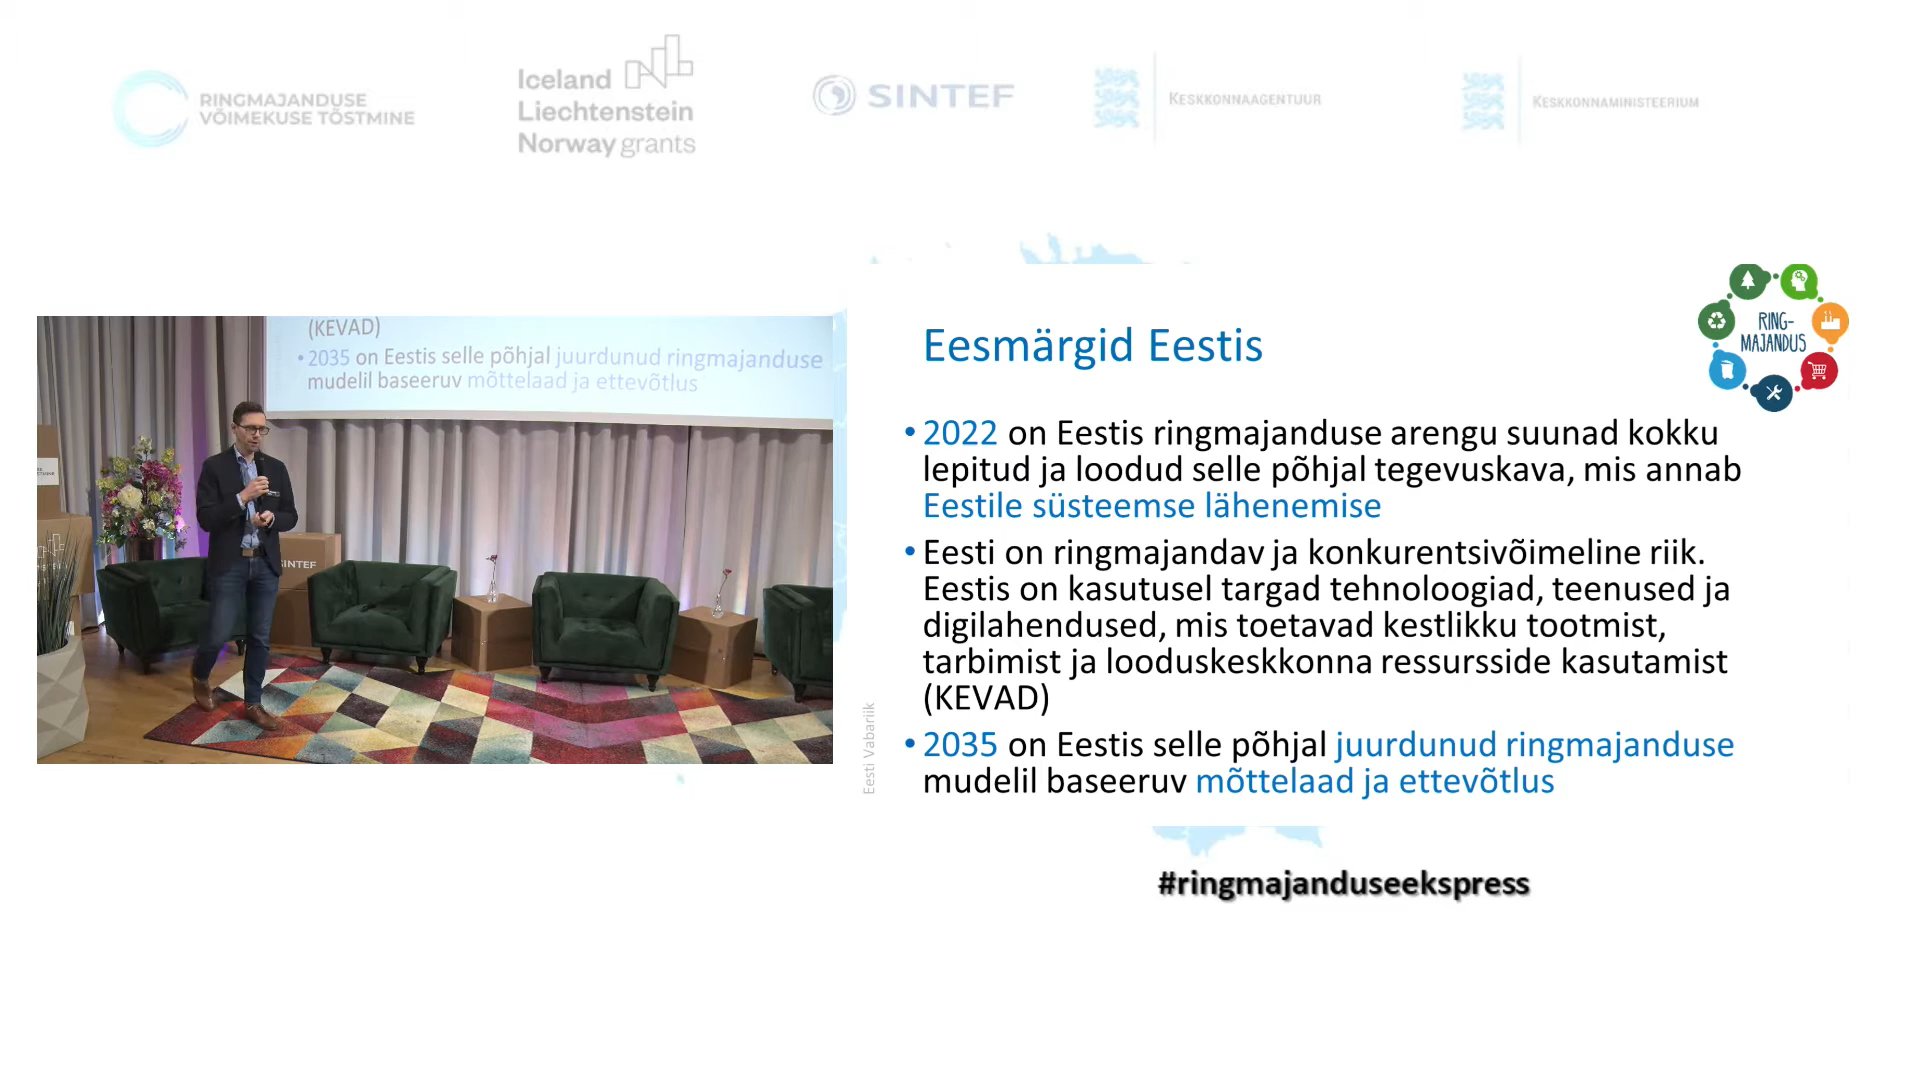 RINGMAJANDUSE
VÕIMEKUSE TÕSTMINE
Iceland
Liechtenstein
Norway grants
SINTEF
KESKKONNAAGENTUUR
KESKKONNAMINISTEERIUM
(KEVAD)
•2035 on Eestis selle põhjal juurdunud ringmajanduse
mudelil baseeruv mõttelaad ja ettevõtlus
SINTEF
RING-
MAJANDUS
Eesmärgid Eestis
•2022 on Eestis ringmajanduse arengu suunad kokku
lepitud ja loodud selle põhjal tegevuskava, mis annab
Eestile süsteemse lähenemise
•Eesti on ringmajandav ja konkurentsivõimeline riik.
Eestis on kasutusel targad tehnoloogiad, teenused ja
digilahendused, mis toetavad kestlikku tootmist,
tarbimist ja looduskeskkonna ressursside kasutamist
(KEVAD)
•2035 on Eestis selle põhjal juurdunud ringmajanduse
mudelil baseeruv mõttelaad ja ettevõtlus
Eesti Vabariik
#ringmajanduseekspress